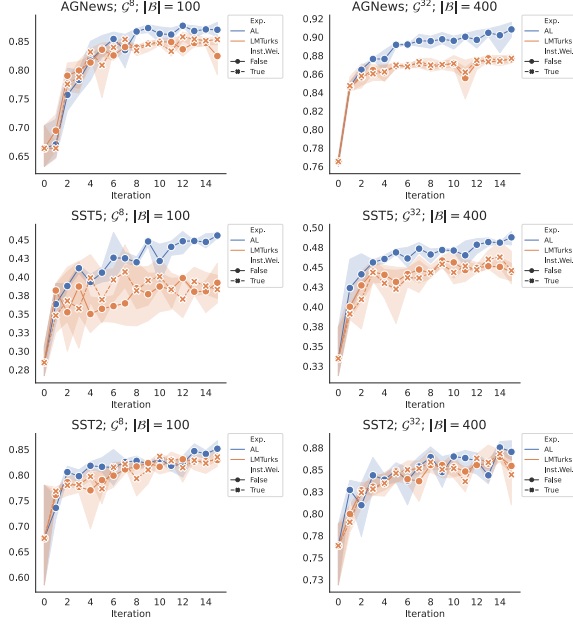 AGNews; 𝒢⁸; |ℬ| = 100
0.85
0.80
0.75
0.70
0.65
0 2 4 6 8 10 12 14
Iteration
Exp.
AL
LMTurks
Inst.Wei.
False
True
AGNews; 𝒢³²; |ℬ| = 400
0.92
0.90
0.88
0.86
0.84
0.82
0.80
0.78
0.76
0 2 4 6 8 10 12 14
Iteration
Exp.
AL
LMTurks
Inst.Wei.
False
True
SST5; 𝒢⁸; |ℬ| = 100
0.45
0.43
0.40
0.38
0.35
0.33
0.30
0.28
0 2 4 6 8 10 12 14
Iteration
Exp.
AL
LMTurks
Inst.Wei.
False
True
SST5; 𝒢³²; |ℬ| = 400
0.50
0.48
0.45
0.43
0.40
0.38
0.35
0.33
0 2 4 6 8 10 12 14
Iteration
Exp.
AL
LMTurks
Inst.Wei.
False
True
SST2; 𝒢⁸; |ℬ| = 100
0.85
0.80
0.75
0.70
0.65
0.60
0 2 4 6 8 10 12 14
Iteration
Exp.
AL
LMTurks
Inst.Wei.
False
True
SST2; 𝒢³²; |ℬ| = 400
0.88
0.85
0.83
0.80
0.78
0.75
0.73
0 2 4 6 8 10 12 14
Iteration
Exp.
AL
LMTurks
Inst.Wei.
False
True